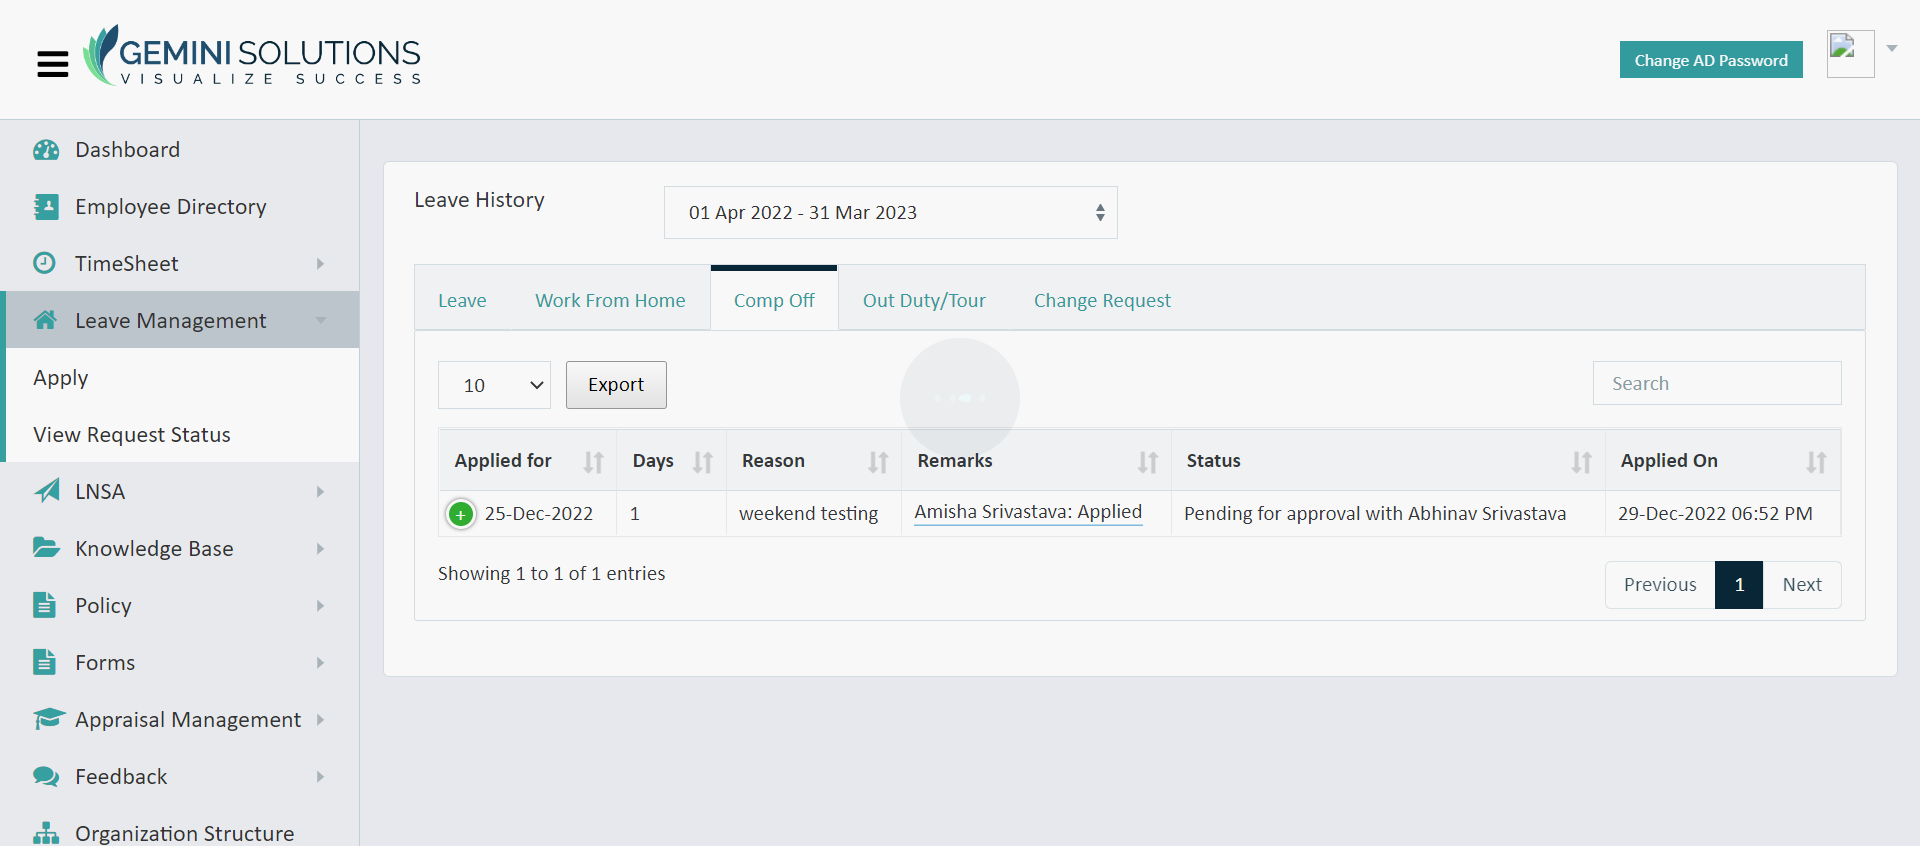 GEMINI SOLUTIONS
VISUALIZE SUCCESS
Change AD Password
Dashboard
Employee Directory
TimeSheet
Leave Management
Apply
View Request Status
LNSA
Knowledge Base
Policy
Forms
Appraisal Management
Feedback
Organization Structure
Leave History
01 Apr 2022 - 31 Mar 2023
Leave Work From Home Comp Off Out Duty/Tour Change Request
10 Export Search
Applied for Days Reason Remarks Status Applied On
25-Dec-2022 1 weekend testing Amisha Srivastava: Applied Pending for approval with Abhinav Srivastava 29-Dec-2022 06:52 PM
Showing 1 to 1 of 1 entries
Previous 1 Next